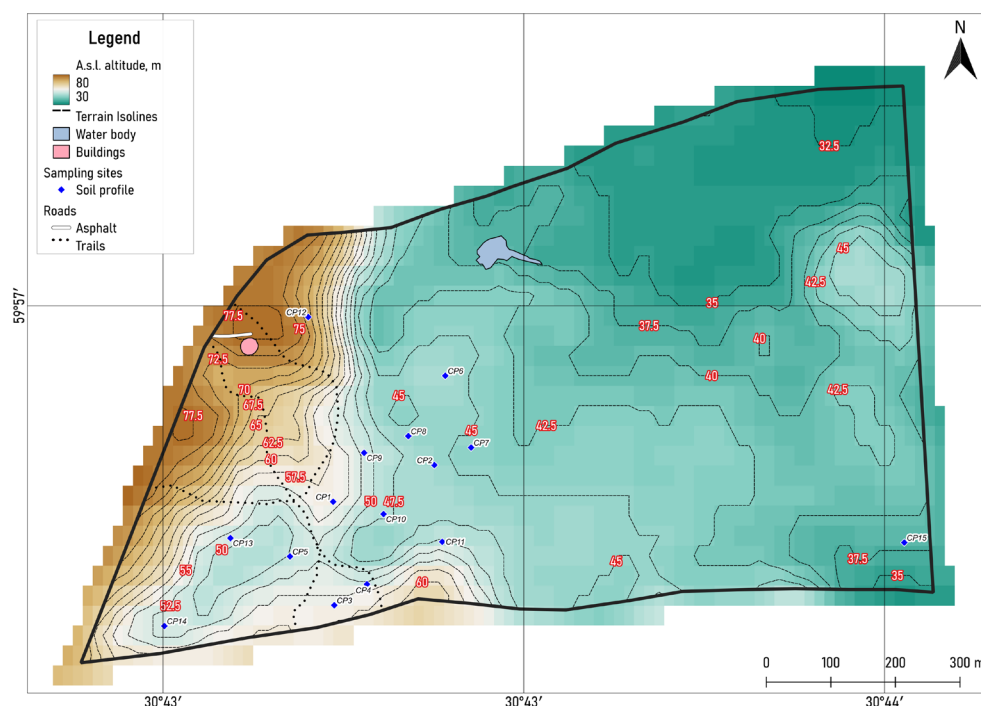 Legend
A.s.l. altitude, m
80
30
Terrain Isolines
Water body
Buildings
Sampling sites
Soil profile
Roads
Asphalt
Trails
N
32.5
45
42.5
59°57′
77.5
CP12
75
35
37.5
40
72.5
CP6
40
70
45
42.5
67.5
77.5
65
45
42.5
CP8
CP7
62.5
CP9
CP2
60
57.5
CP1
50
47.5
CP10
CP13
50
CP11
CP15
CP5
37.5
45
55
35
60
CP4
52.5
CP3
CP14
0
100
200
300 m
30°43′
30°43′
30°44′